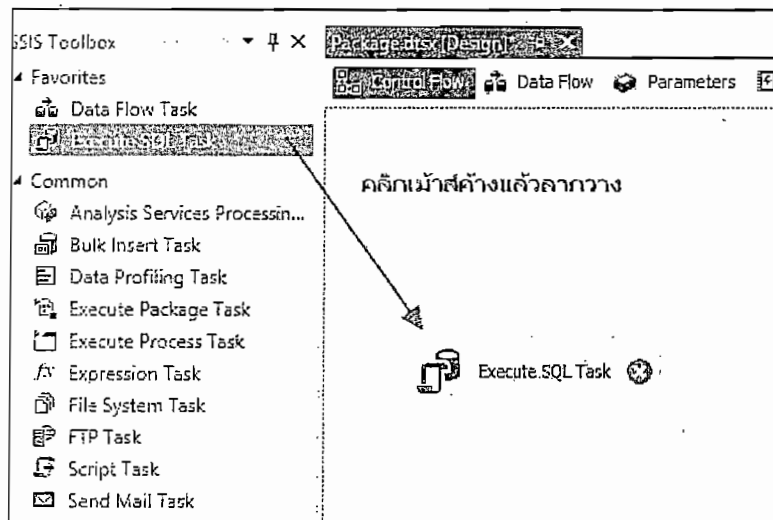 SSIS Toolbox
Favorites
Data Flow Task
Execute SQL Task
Common
Analysis Services Processin...
Bulk Insert Task
Data Profiling Task
Execute Package Task
Execute Process Task
Expression Task
File System Task
FTP Task
Script Task
Send Mail Task
Package.dtsx [Design]
Control Flow
Data Flow
Parameters
คลิกเม้าส์ค้างแล้วลากวาง
Execute SQL Task